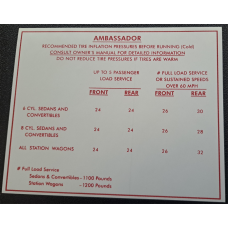 AMBASSADOR
RECOMMENDED TIRE INFLATION PRESSURES BEFORE RUNNING (Cold)
CONSULT OWNER'S MANUAL FOR DETAILED INFORMATION
DO NOT REDUCE TIRE PRESSURES IF TIRES ARE WARM
UP TO 5 PASSENGER LOAD SERVICE
# FULL LOAD SERVICE OR SUSTAINED SPEEDS OVER 60 MPH
FRONT REAR FRONT REAR
6 CYL. SEDANS AND CONVERTIBLES 24 24 26 30
8 CYL. SEDANS AND CONVERTIBLES 24 24 26 28
ALL STATION WAGONS 24 24 26 32
# Full Load Service
Sedans & Convertibles - 1100 Pounds
Station Wagons - 1200 Pounds